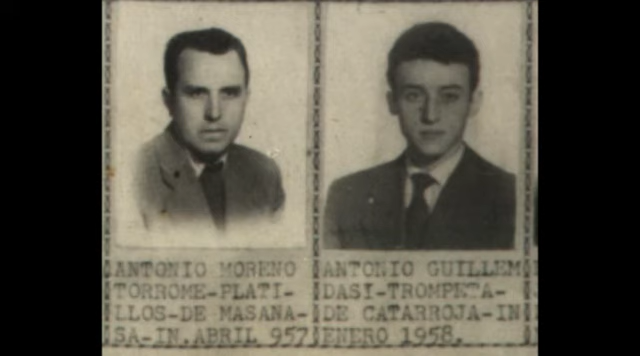 ANTONIO MORENO
TORROME-PLATI-
LLOS-DE MASANA-
SA-IN.ABRIL 957
ANTONIO GUILLEM
DASI-TROMPETA-
DE CATARROJA-IN
ENERO 1958.